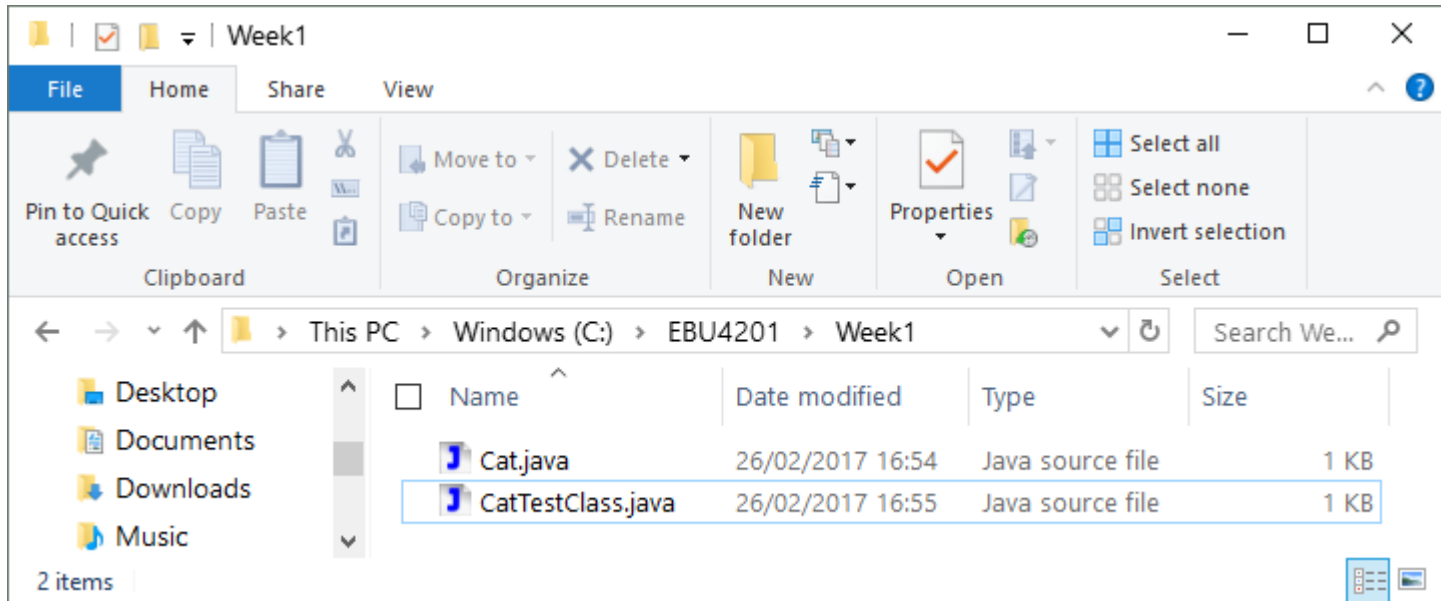 Week1
File Home Share View
Pin to Quick access Copy Paste
Move to Delete
Copy to Rename
New folder
Properties
Select all
Select none
Invert selection
Clipboard Organize New Open Select
This PC > Windows (C:) > EBU4201 > Week1 Search We...
Name Date modified Type Size
Desktop
Documents
Downloads
Music
Cat.java 26/02/2017 16:54 Java source file 1 KB
CatTestClass.java 26/02/2017 16:55 Java source file 1 KB
2 items